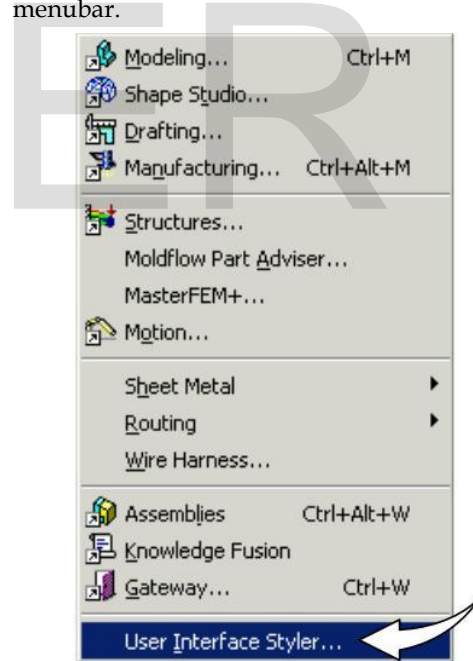 menubar.
ER
Modeling... Ctrl+M
Shape Studio...
Drafting...
Manufacturing... Ctrl+Alt+M
Structures...
Moldflow Part Adviser...
MasterFEM+...
Motion...
Sheet Metal
Routing
Wire Harness...
Assemblies Ctrl+Alt+W
Knowledge Fusion
Gateway... Ctrl+W
User Interface Styler...